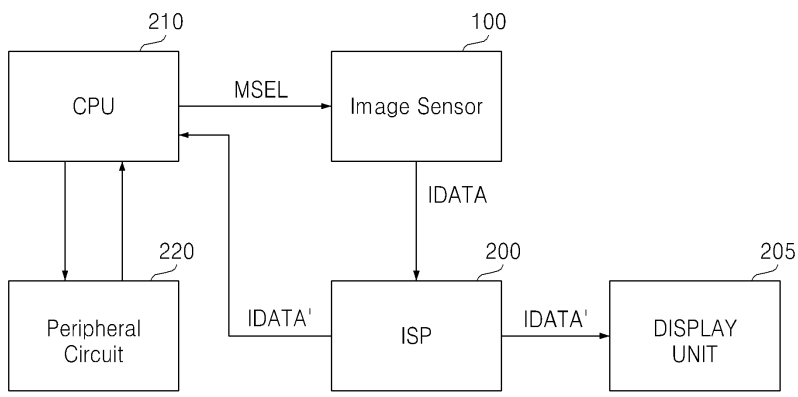 210
100
CPU
MSEL
Image Sensor
IDATA
220
200
205
Peripheral
Circuit
IDATA'
ISP
IDATA'
DISPLAY
UNIT